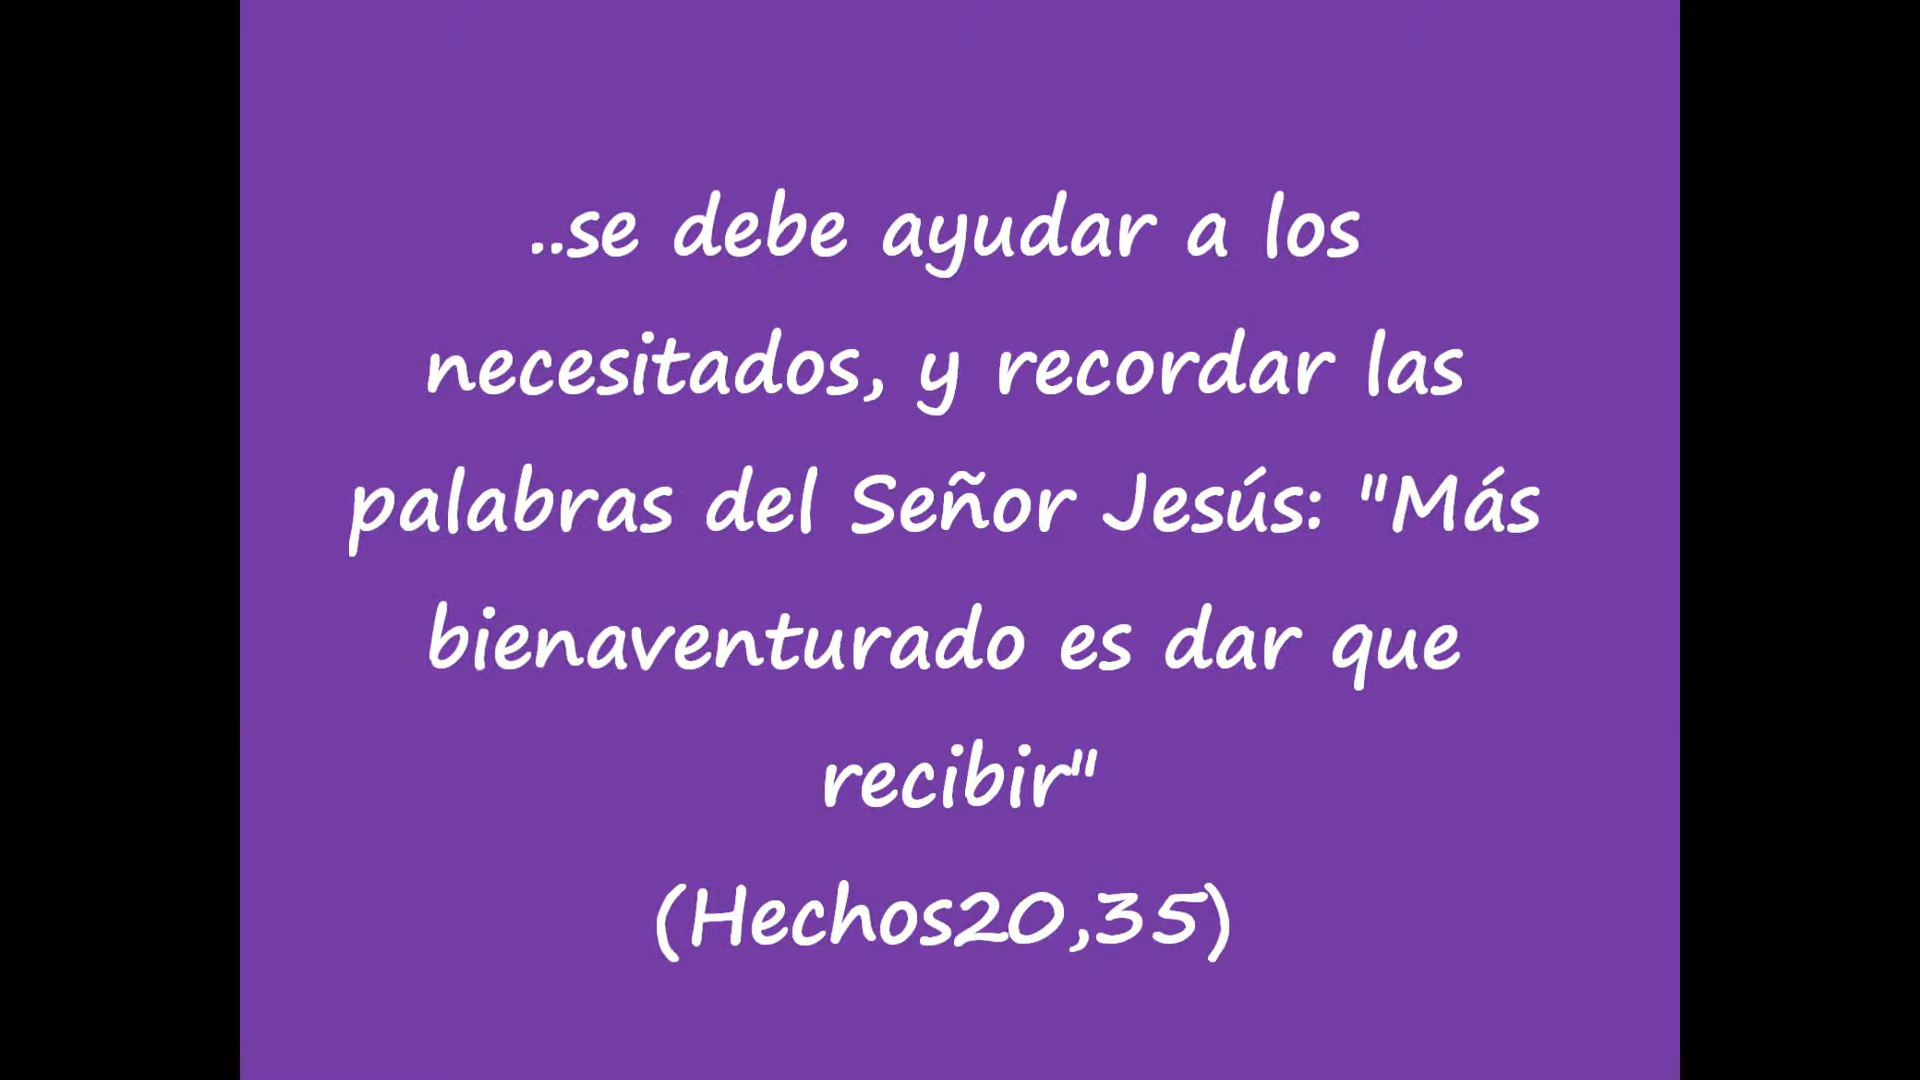 ..se debe ayudar a los
necesitados, y recordar las
palabras del Señor Jesús: "Más
bienaventurado es dar que
recibir"
(Hechos20,35)